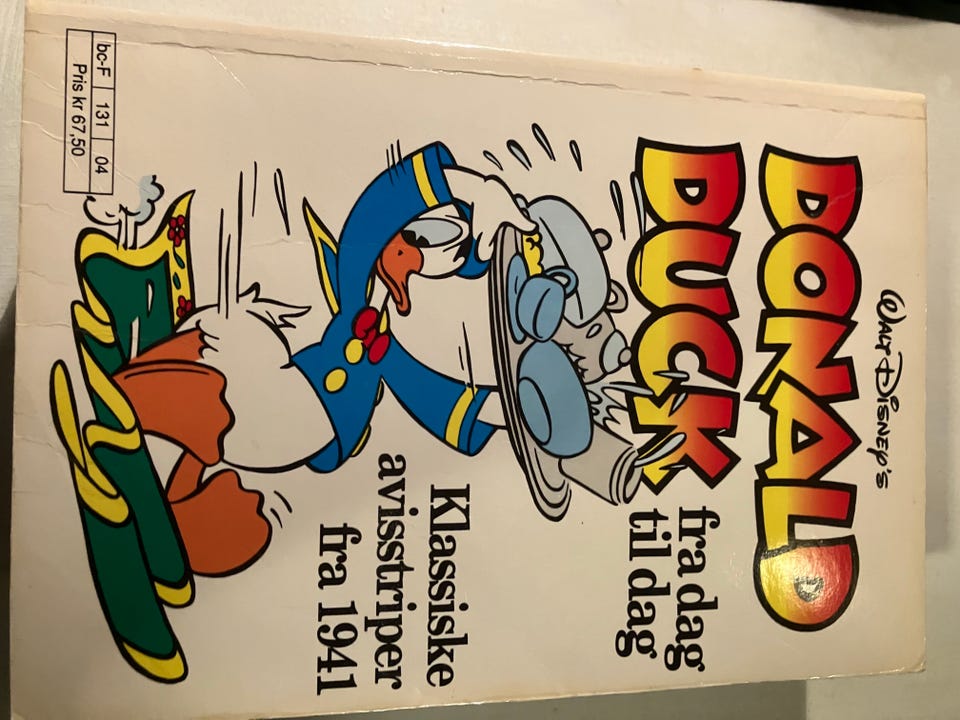 WALT DISNEY'S
DONALD
DUCK
fra dag
til dag
Klassiske
avisstriper
fra 1941
bc-F 131 04
Pris kr 67,50